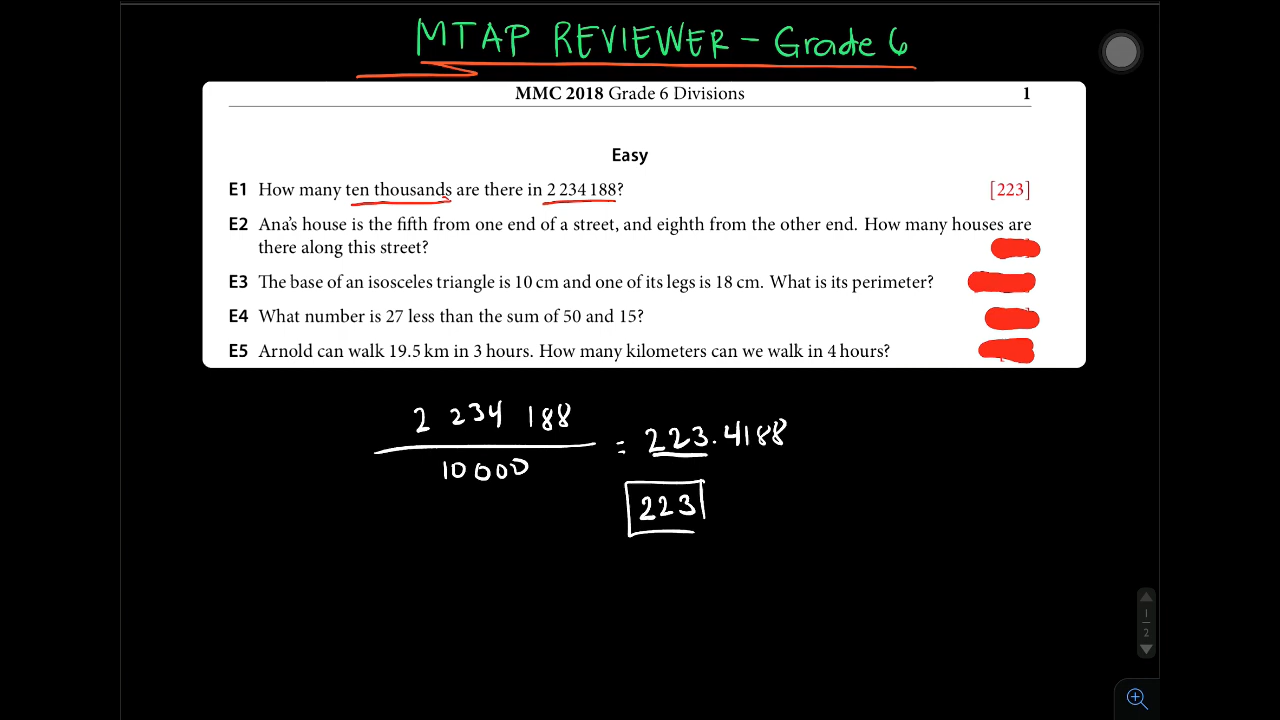 MTAP REVIEWER - Grade 6
MMC 2018 Grade 6 Divisions 1
Easy
E1 How many ten thousands are there in 2 234 188? [223]
E2 Ana's house is the fifth from one end of a street, and eighth from the other end. How many houses are
there along this street?
E3 The base of an isosceles triangle is 10 cm and one of its legs is 18 cm. What is its perimeter?
E4 What number is 27 less than the sum of 50 and 15?
E5 Arnold can walk 19.5 km in 3 hours. How many kilometers can we walk in 4 hours?
2 234 188
= 223.4188
10 000
223
1
2